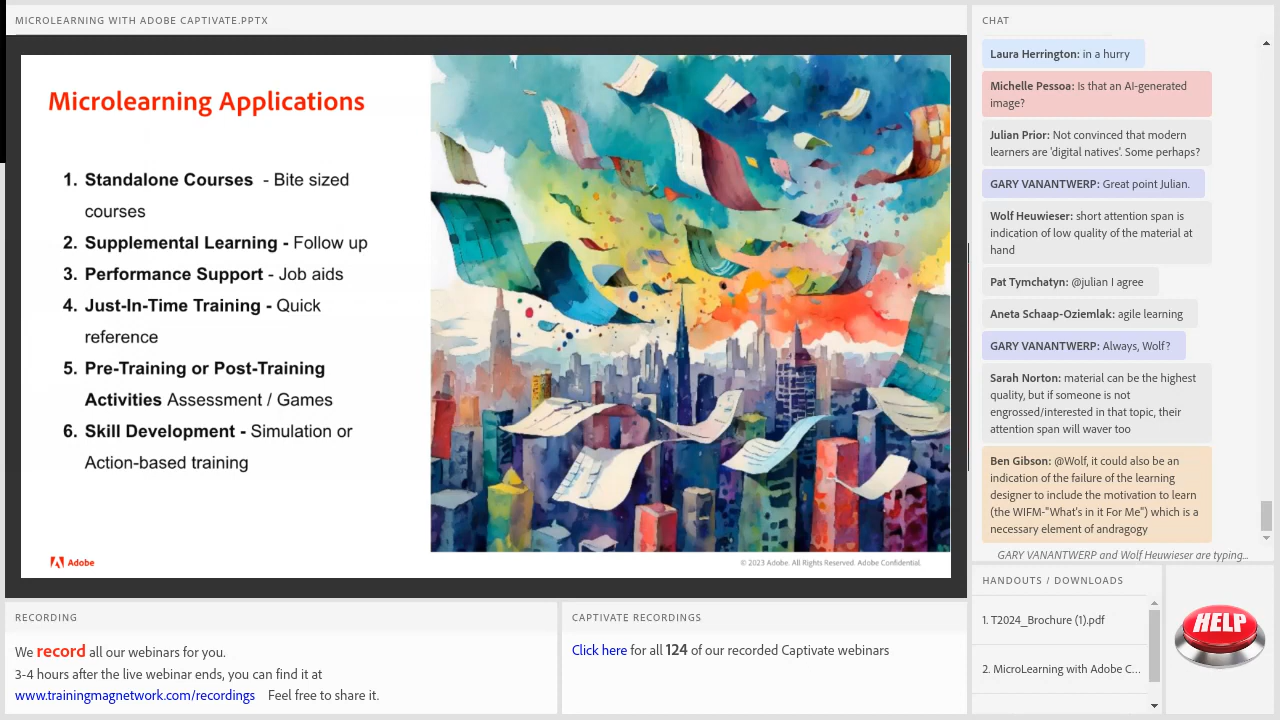 MICROLEARNING WITH ADOBE CAPTIVATE.PPTX
Microlearning Applications
1. Standalone Courses - Bite sized
courses
2. Supplemental Learning - Follow up
3. Performance Support - Job aids
4. Just-In-Time Training - Quick
reference
5. Pre-Training or Post-Training
Activities Assessment / Games
6. Skill Development - Simulation or
Action-based training
Adobe
© 2023 Adobe. All Rights Reserved. Adobe Confidential.
CHAT
Laura Herrington: in a hurry
Michelle Pessoa: Is that an AI-generated
image?
Julian Prior: Not convinced that modern
learners are 'digital natives'. Some perhaps?
GARY VANANTWERP: Great point Julian.
Wolf Heuwieser: short attention span is
indication of low quality of the material at
hand
Pat Tymchatyn: @julian I agree
Aneta Schaap-Oziemlak: agile learning
GARY VANANTWERP: Always, Wolf?
Sarah Norton: material can be the highest
quality, but if someone is not
engrossed/interested in that topic, their
attention span will waver too
Ben Gibson: @Wolf, it could also be an
indication of the failure of the learning
designer to include the motivation to learn
(the WIFM-"What's in it For Me") which is a
necessary element of andragogy
GARY VANANTWERP and Wolf Heuwieser are typing...
RECORDING
We record all our webinars for you.
3-4 hours after the live webinar ends, you can find it at
www.trainingmagnetwork.com/recordings Feel free to share it.
CAPTIVATE RECORDINGS
Click here for all 124 of our recorded Captivate webinars
HANDOUTS / DOWNLOADS
1. T2024_Brochure (1).pdf
2. MicroLearning with Adobe C...
HELP